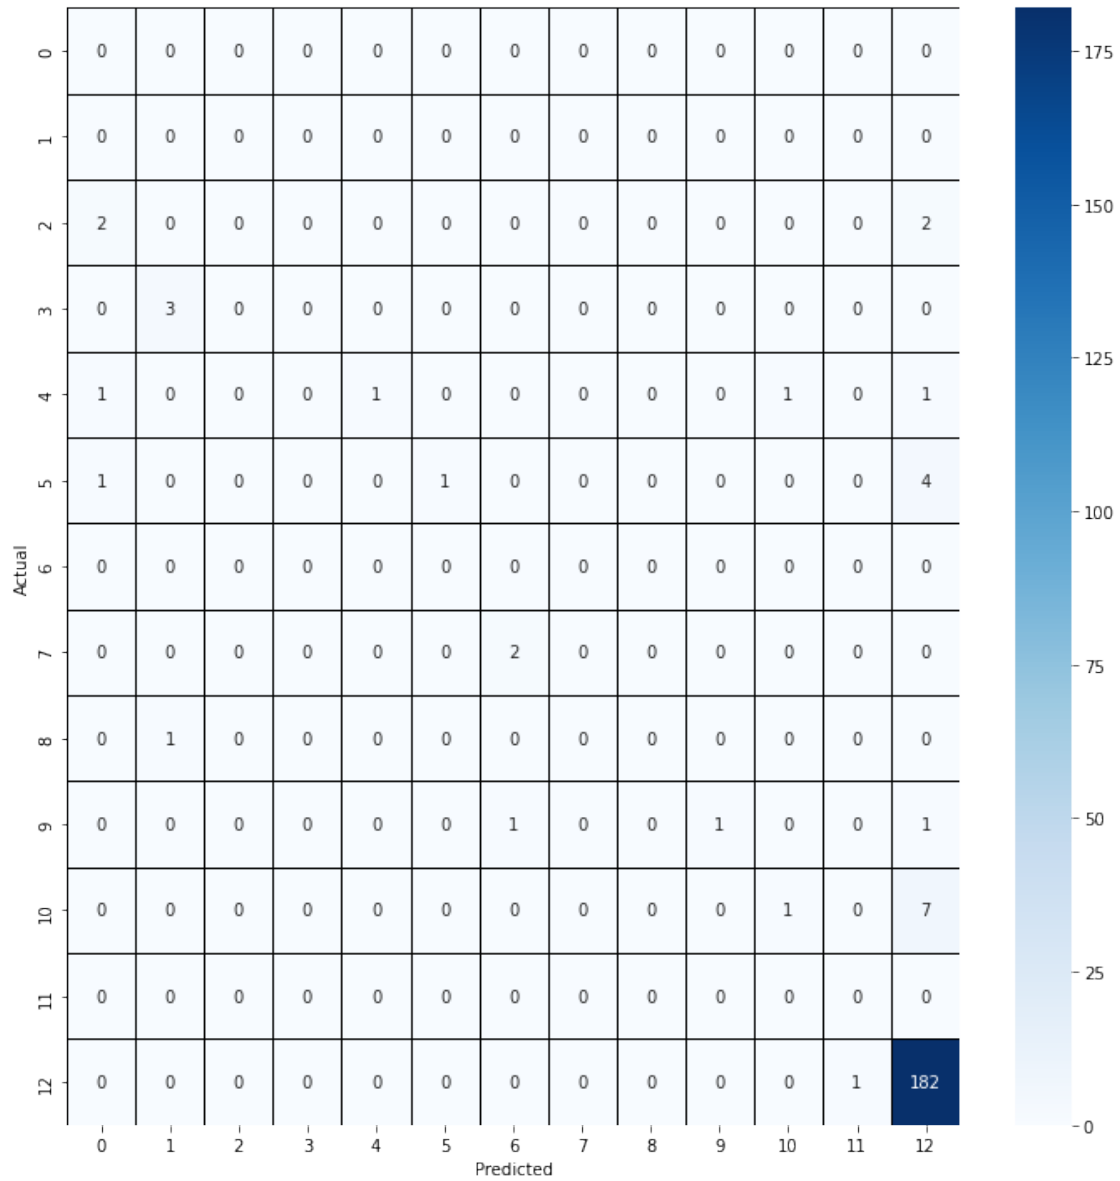 0 0 0 0 0 0 0 0 0 0 0 0 0 0
1 0 0 0 0 0 0 0 0 0 0 0 0 0
2 2 0 0 0 0 0 0 0 0 0 0 0 2
3 0 3 0 0 0 0 0 0 0 0 0 0 0
4 1 0 0 0 1 0 0 0 0 0 1 0 1
5 1 0 0 0 0 1 0 0 0 0 0 0 4
6 0 0 0 0 0 0 0 0 0 0 0 0 0
7 0 0 0 0 0 0 2 0 0 0 0 0 0
8 0 1 0 0 0 0 0 0 0 0 0 0 0
9 0 0 0 0 0 0 1 0 0 1 0 0 1
10 0 0 0 0 0 0 0 0 0 0 1 0 7
11 0 0 0 0 0 0 0 0 0 0 0 0 0
12 0 0 0 0 0 0 0 0 0 0 0 1 182
0 1 2 3 4 5 6 7 8 9 10 11 12
Predicted
Actual
175
150
125
100
75
50
25
0